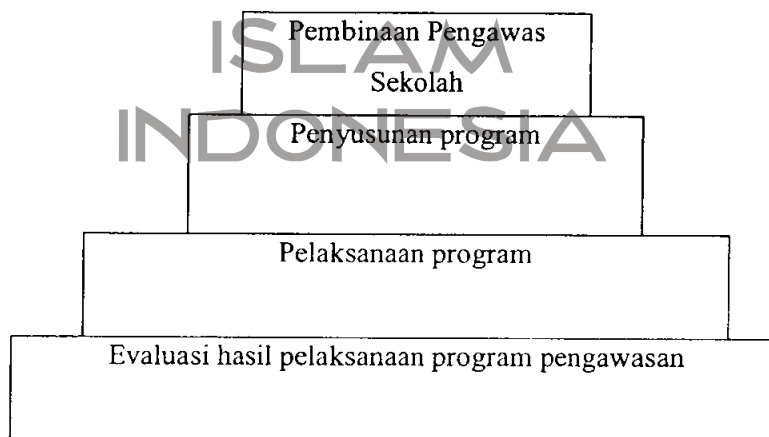 ISLAM
Pembinaan Pengawas
Sekolah
INDONESIA
Penyusunan program
Pelaksanaan program
Evaluasi hasil pelaksanaan program pengawasan